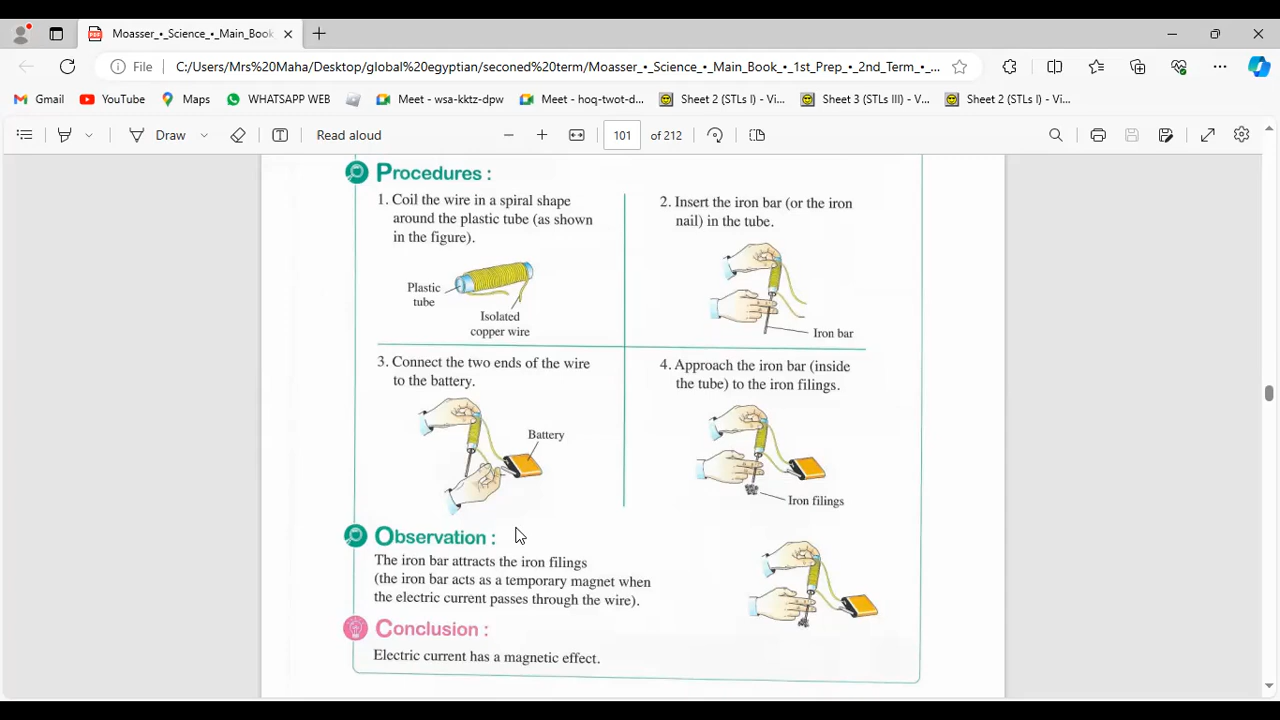 Moasser_•_Science_•_Main_Book
File
C:/Users/Mrs%20Maha/Desktop/global%20egyptian/seconed%20term/Moasser_•_Science_•_Main_Book_•_1st_Prep_•_2nd_Term_•_...
Gmail
YouTube
Maps
WHATSAPP WEB
Meet - wsa-kktz-dpw
Meet - hoq-twot-d...
Sheet 2 (STLs I) - Vi...
Sheet 3 (STLs III) - V...
Sheet 2 (STLs I) - Vi...
Draw
Read aloud
101
of 212
Procedures :
1. Coil the wire in a spiral shape
around the plastic tube (as shown
in the figure).
Plastic
tube
Isolated
copper wire
2. Insert the iron bar (or the iron
nail) in the tube.
Iron bar
3. Connect the two ends of the wire
to the battery.
Battery
4. Approach the iron bar (inside
the tube) to the iron filings.
Iron filings
Observation :
The iron bar attracts the iron filings
(the iron bar acts as a temporary magnet when
the electric current passes through the wire).
Conclusion :
Electric current has a magnetic effect.